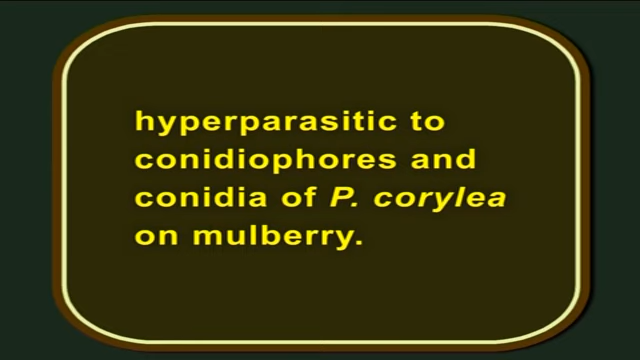 hyperparasitic to
conidiophores and
conidia of P. corylea
on mulberry.